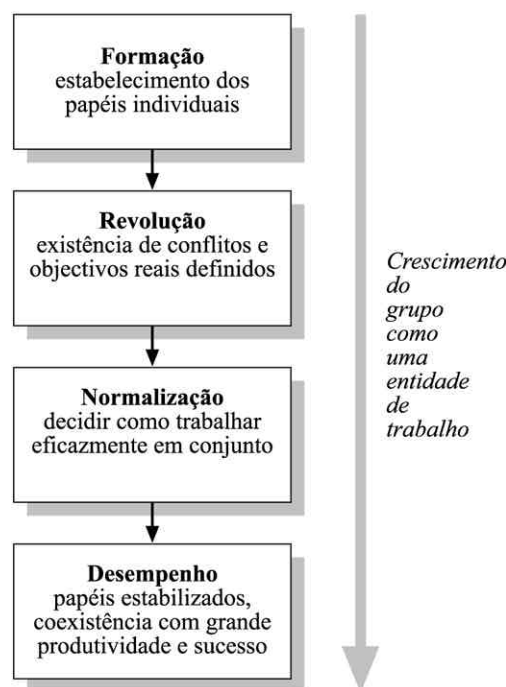 Formação
estabelecimento dos
papéis individuais
Revolução
existência de conflitos e
objectivos reais definidos
Normalização
decidir como trabalhar
eficazmente em conjunto
Desempenho
papéis estabilizados,
coexistência com grande
produtividade e sucesso
Crescimento
do
grupo
como
uma
entidade
de
trabalho